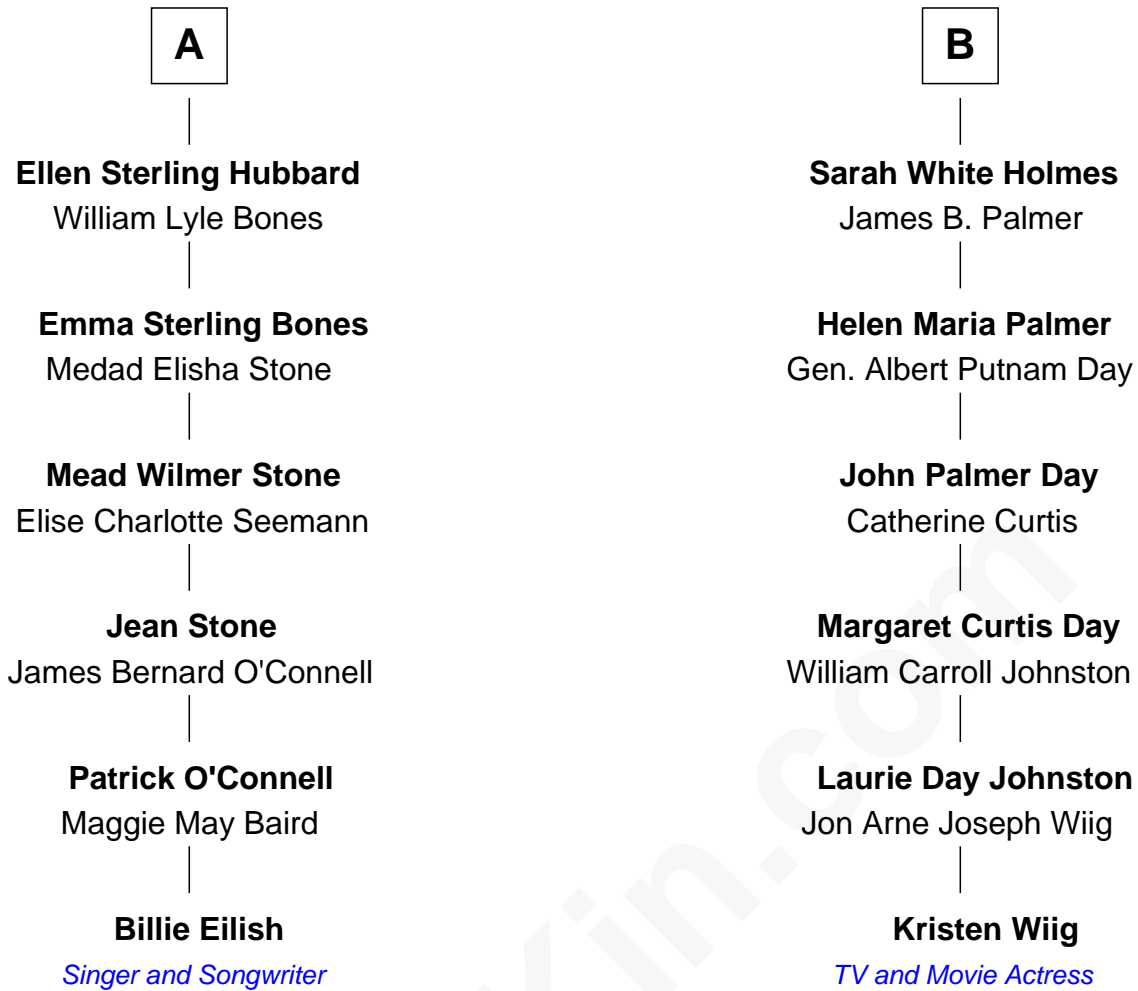 A
Ellen Sterling Hubbard
William Lyle Bones
Emma Sterling Bones
Medad Elisha Stone
Mead Wilmer Stone
Elise Charlotte Seemann
Jean Stone
James Bernard O'Connell
Patrick O'Connell
Maggie May Baird
Billie Eilish
Singer and Songwriter
B
Sarah White Holmes
James B. Palmer
Helen Maria Palmer
Gen. Albert Putnam Day
John Palmer Day
Catherine Curtis
Margaret Curtis Day
William Carroll Johnston
Laurie Day Johnston
Jon Arne Joseph Wiig
Kristen Wiig
TV and Movie Actress
Kin.com